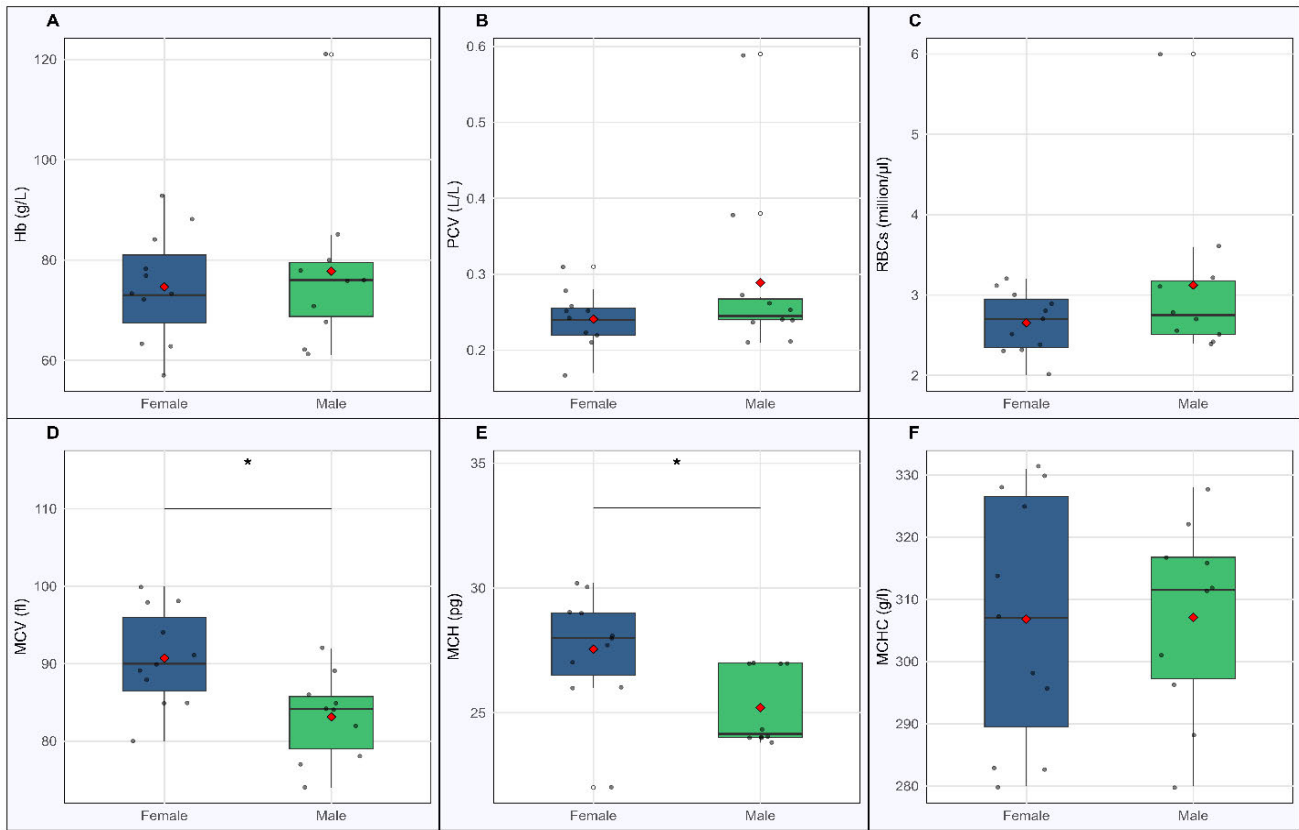 A
Hb (g/L)
120
100
80
60
Female
Male
B
PCV (L/L)
0.6
0.5
0.4
0.3
0.2
Female
Male
C
RBCs (million/µl)
6
5
4
3
2
Female
Male
D
*
MCV (fl)
110
100
90
80
Female
Male
E
*
MCH (pg)
35
30
25
Female
Male
F
MCHC (g/l)
330
320
310
300
290
280
Female
Male